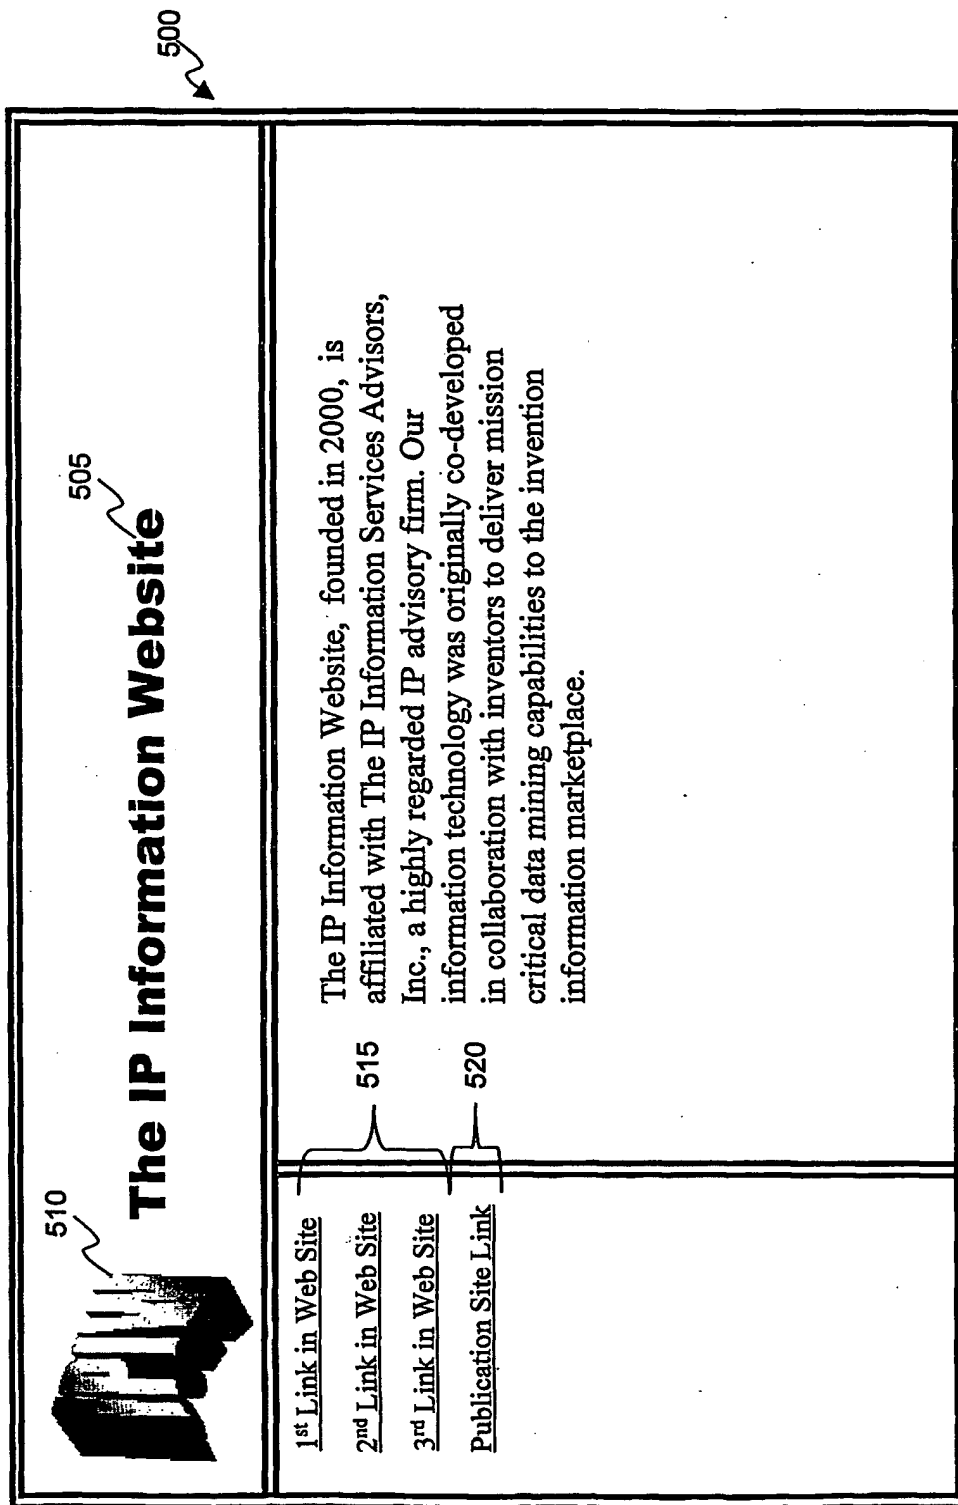 500
510
The IP Information Website
505
1st Link in Web Site
2nd Link in Web Site
3rd Link in Web Site
Publication Site Link
515
520
The IP Information Website, founded in 2000, is
affiliated with The IP Information Services Advisors,
Inc., a highly regarded IP advisory firm. Our
information technology was originally co-developed
in collaboration with inventors to deliver mission
critical data mining capabilities to the invention
information marketplace.